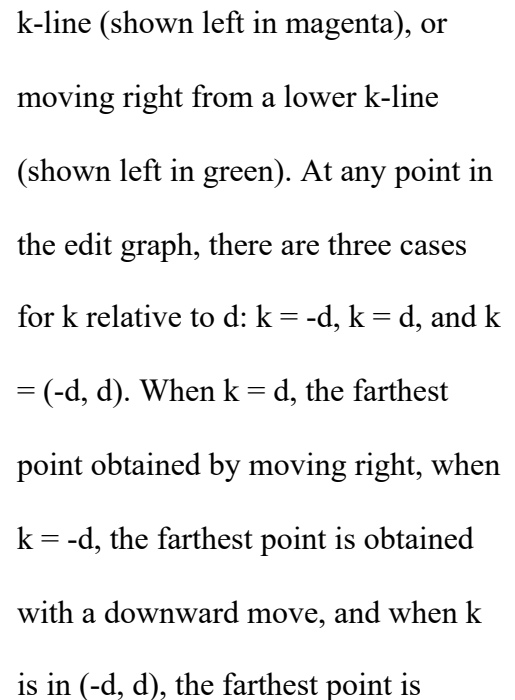 k-line (shown left in magenta), or
moving right from a lower k-line
(shown left in green). At any point in
the edit graph, there are three cases
for k relative to d: k = -d, k = d, and k
= (-d, d). When k = d, the farthest
point obtained by moving right, when
k = -d, the farthest point is obtained
with a downward move, and when k
is in (-d, d), the farthest point is